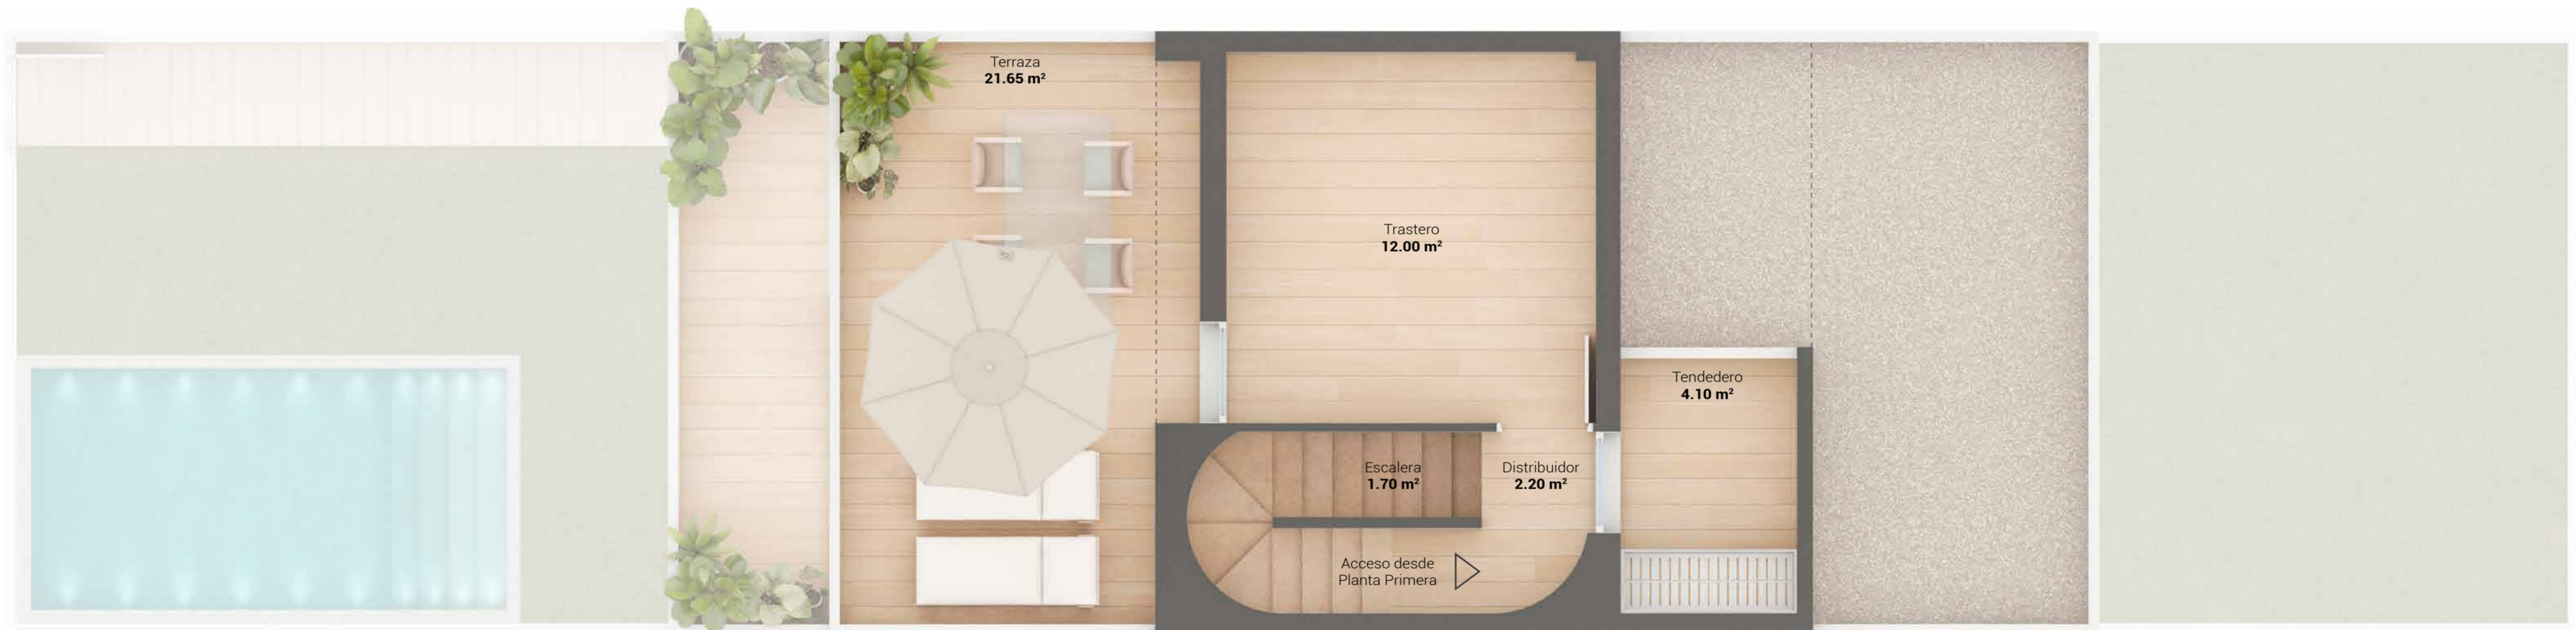 Terraza
21.65 m²
Trastero
12.00 m²
Tendedero
4.10 m²
Escalera
1.70 m²
Distribuidor
2.20 m²
Acceso desde
Planta Primera